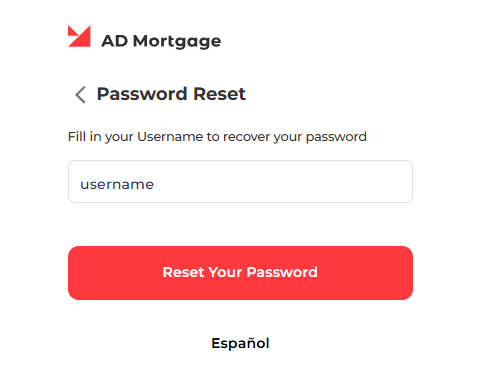 AD Mortgage
Password Reset
Fill in your Username to recover your password
username
Reset Your Password
Español